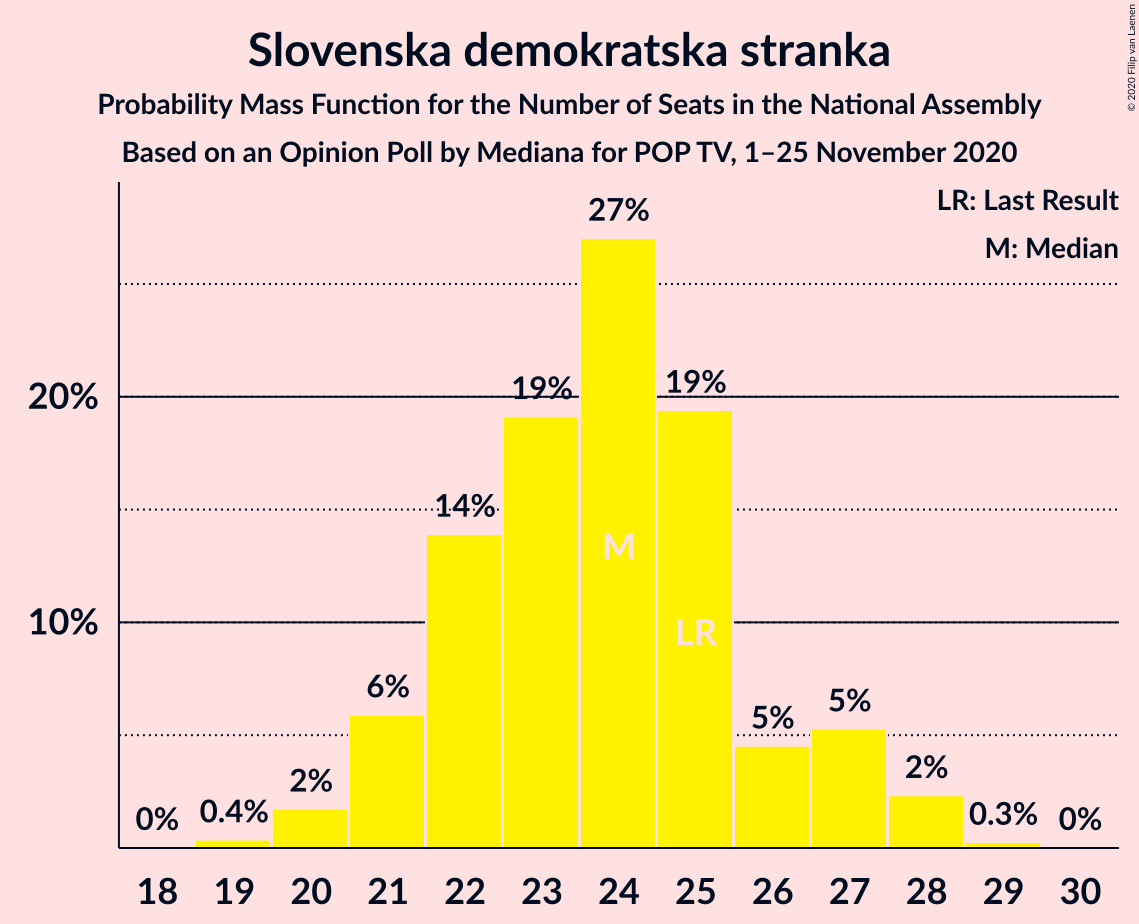 Slovenska demokratska stranka
Probability Mass Function for the Number of Seats in the National Assembly
Based on an Opinion Poll by Mediana for POP TV, 1–25 November 2020
© 2020 Filip van Laenen
LR: Last Result
M: Median
20%
10%
0%
0.4%
2%
6%
14%
19%
27%
19%
5%
5%
2%
0.3%
0%
M
LR
18 19 20 21 22 23 24 25 26 27 28 29 30